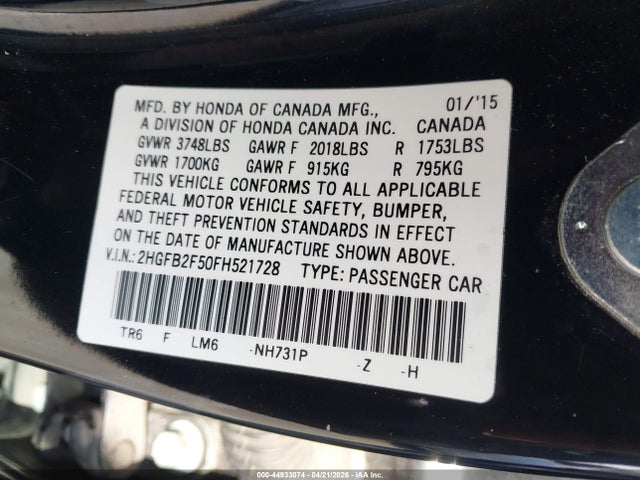 MFD. BY HONDA OF CANADA MFG., 01/'15
A DIVISION OF HONDA CANADA INC. CANADA
GVWR 3748LBS GAWR F 2018LBS R 1753LBS
GVWR 1700KG GAWR F 915KG R 795KG
THIS VEHICLE CONFORMS TO ALL APPLICABLE
FEDERAL MOTOR VEHICLE SAFETY, BUMPER,
AND THEFT PREVENTION STANDARDS IN EFFECT
ON THE DATE OF MANUFACTURE SHOWN ABOVE.
V.I.N.: 2HGFB2F50FH521728 TYPE: PASSENGER CAR
TR6 F LM6 -NH731P -Z -H
000-44933074 | 04/21/2026 | IAA Inc.